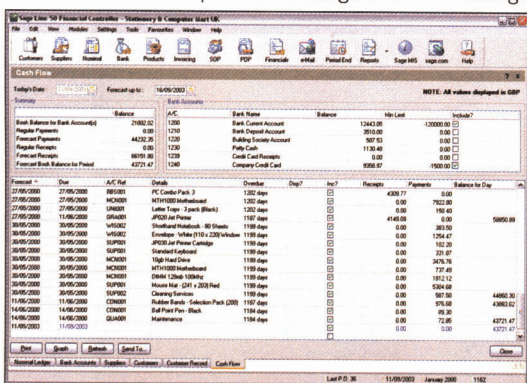 Sage Line 50 Financial Controller - Stationery & Computer Mart UK
File Edit View Modules Settings Tools Favourites Window Help
Customers Suppliers Nominal Bank Products Invoicing SOP POP Financials e-Mail Period End Reports Sage MIS sage.com Help
Cash Flow
Today's Date: Forecast up to: 16/09/2003 NOTE: All values displayed in GBP
Summary
Balance
Book Balance for Bank Account(s) 21802.02
Regular Payments 0.00
Forecast Payments 44232.35
Regular Receipts 0.00
Forecast Receipts 66151.80
Forecast Book Balance for Period 43721.47
Bank Accounts
A/C Bank Name Balance Min Limit Include?
1200 Bank Current Account 12443.05 -120000.00
1210 Bank Deposit Account 3510.00 0.00
1220 Building Society Account 507.53 0.00
1230 Petty Cash 1130.40 0.00
1239 Credit Card Receipts 0.00 0.00
1240 Company Credit Card 9358.97 -1500.00
Forecast Due A/C Ref Details Overdue Disp? Inc? Receipts Payments Balance for Day
27/05/2000 27/05/2000 BBS001 PC Combo Pack 3 1202 days 4309.77 0.00
27/05/2000 27/05/2000 MCN001 MTH1000 Motherboard 1202 days 0.00 7922.80
27/05/2000 27/05/2000 UNI001 Letter Trays - 3 pack (Black) 1202 days 0.00 150.40
27/05/2000 11/06/2000 GRA001 JP020 Jet Printer 1187 days 4149.08 0.00 58850.89
30/05/2000 30/05/2000 WIS002 Shorthand Notebook - 80 Sheets 1199 days 0.00 383.50
30/05/2000 30/05/2000 WIS002 Envelope - White (110 x 220) Window 1199 days 0.00 1254.47
30/05/2000 30/05/2000 SUP001 JP030 Jet Printer Cartridge 1199 days 0.00 102.20
30/05/2000 30/05/2000 SUP001 Standard Keyboard 1199 days 0.00 331.87
30/05/2000 30/05/2000 MCN001 10gb Hard Drive 1199 days 0.00 3476.76
30/05/2000 30/05/2000 MCN001 MTH1000 Motherboard 1199 days 0.00 737.49
30/05/2000 30/05/2000 MCN001 DIMM 128mb 100Mhz 1199 days 0.00 1812.12
30/05/2000 30/05/2000 SUP001 Mouse Mat - (241 x 203) Red 1199 days 0.00 5304.68
30/05/2000 30/05/2000 SUP002 Cleaning Services 1199 days 0.00 587.50 44860.30
11/06/2000 11/06/2000 CON001 Rubber Bands - Selection Pack (200) 1187 days 0.00 976.68 43883.62
14/06/2000 14/06/2000 CON001 Ball Point Pen - Black 1184 days 0.00 89.30
14/06/2000 14/06/2000 QUA001 Maintenance 1184 days 0.00 72.85 43721.47
11/09/2003 11/09/2003 0.00 0.00 43721.47
Print Graph Refresh Send To... Close
Nominal Ledger Bank Accounts Suppliers Customers Customer Record Cash Flow
Last P.O: 36 11/09/2003 January 2000 1162